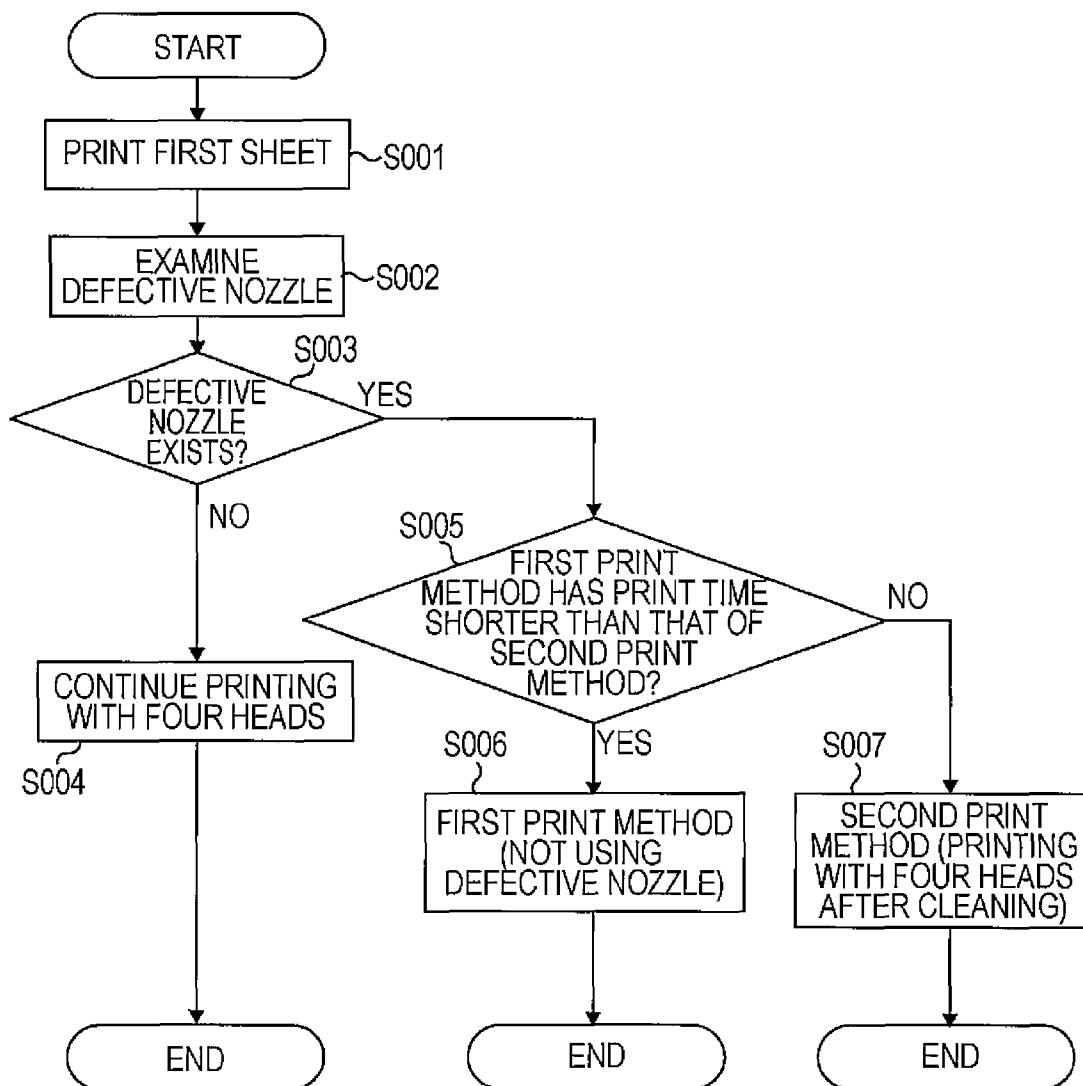 START
PRINT FIRST SHEET
S001
EXAMINE
DEFECTIVE NOZZLE
S002
S003
DEFECTIVE
NOZZLE
EXISTS?
YES
NO
S005
FIRST PRINT
METHOD HAS PRINT TIME
SHORTER THAN THAT OF
SECOND PRINT
METHOD?
NO
YES
CONTINUE PRINTING
WITH FOUR HEADS
S004
S006
FIRST PRINT METHOD
(NOT USING
DEFECTIVE NOZZLE)
S007
SECOND PRINT
METHOD (PRINTING
WITH FOUR HEADS
AFTER CLEANING)
END
END
END